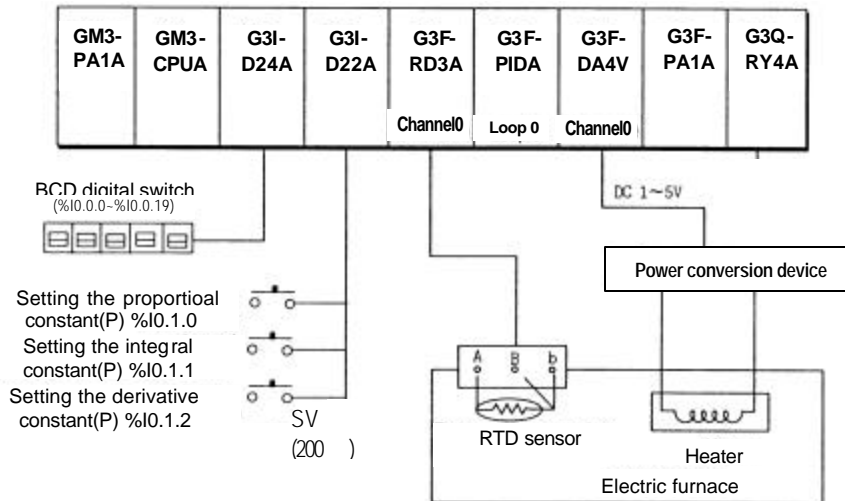 GM3-
PA1A
GM3-
CPUA
G3I-
D24A
G3I-
D22A
G3F-
RD3A
Channel0
G3F-
PIDA
Loop 0
G3F-
DA4V
Channel0
G3F-
PA1A
G3Q-
RY4A
BCD digital switch
(%I0.0.0~%I0.0.19)
DC 1~5V
Power conversion device
Setting the proportioal
constant(P) %I0.1.0
Setting the integral
constant(P) %I0.1.1
Setting the derivative
constant(P) %I0.1.2
SV
(200 )
A B b
RTD sensor
Heater
Electric furnace